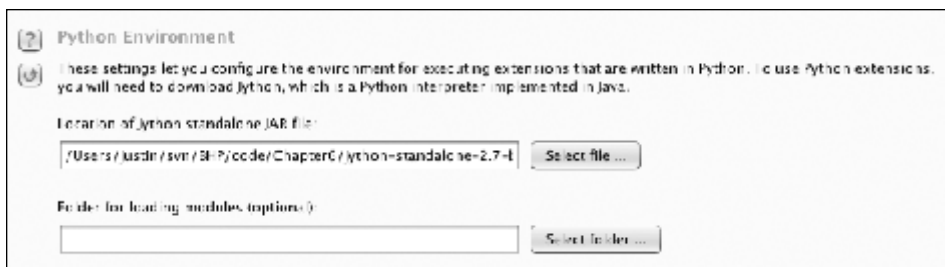 Python Environment
These settings let you configure the environment for executing extensions that are written in Python. To use Python extensions,
you will need to download Jython, which is a Python interpreter implemented in Java.
Location of Jython standalone JAR file:
/Users/justin/svn/BHP/code/Chapter6/jython-standalone-2.7-b
Select file ...
Folder for loading modules (optional):
Select folder ...